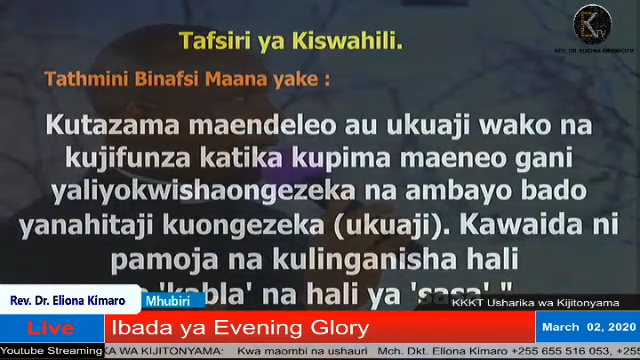 Tafsiri ya Kiswahili.
REV. DR. ELIONA KIMAROTV
Tathmini Binafsi Maana yake :
Kutazama maendeleo au ukuaji wako na
kujifunza katika kupima maeneo gani
yaliyokwishaongezeka na ambayo bado
yanahitaji kuongezeka (ukuaji). Kawaida ni
pamoja na kulinganisha hali
'kabla' na hali ya 'sasa'."
Rev. Dr. Eliona Kimaro
Mhubiri
KKKT Usharika wa Kijitonyama
Live
Ibada ya Evening Glory
March 02, 2020
Youtube Streaming
KA WA KIJITONYAMA: Kwa maombi na ushauri Mch. Dkt. Eliona Kimaro +255 655 516 053, +255